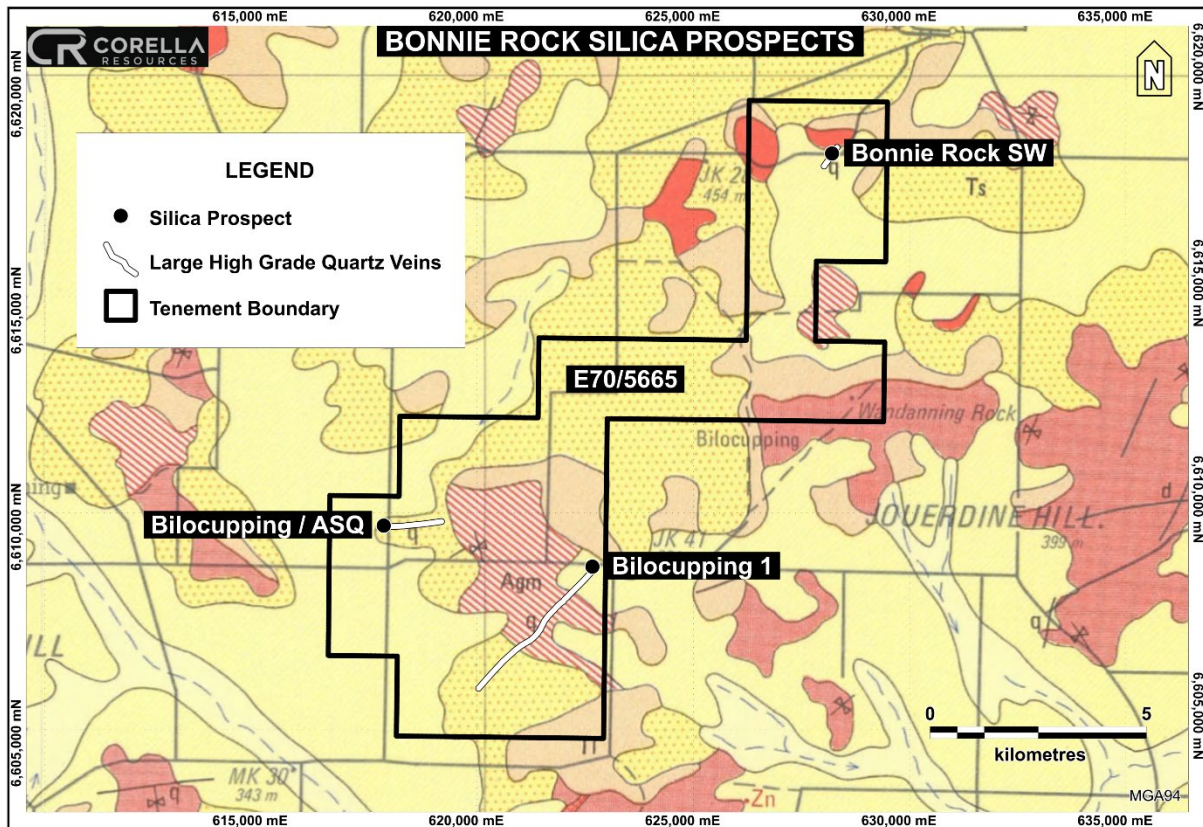 615,000 mE
620,000 mE
625,000 mE
630,000 mE
635,000 mE
CR CORELLA
RESOURCES
BONNIE ROCK SILICA PROSPECTS
N
6,620,000 mN
6,620,000 mN
LEGEND
Silica Prospect
Large High Grade Quartz Veins
Tenement Boundary
Bonnie Rock SW
q
JK 20
454 m
Ts
6,615,000 mN
6,615,000 mN
E70/5665
Wandanning Rock
Bilocupping
6,610,000 mN
6,610,000 mN
Bilocupping / ASQ
q
JOUERDINE HILL.
399 m
d
JK 41
Bilocupping 1
Agm
q
q
6,605,000 mN
6,605,000 mN
0
5
kilometres
MK 30
343 m
q
Zn
MGA94
615,000 mE
620,000 mE
625,000 mE
630,000 mE
635,000 mE